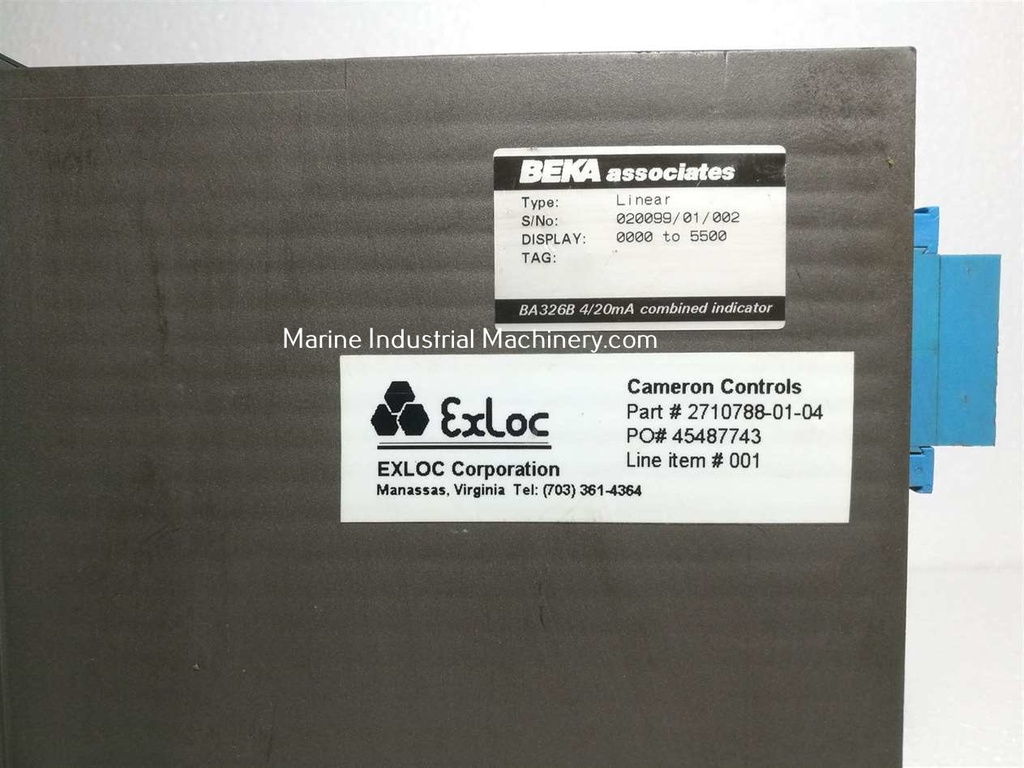 BEKA associates
Type: Linear
S/No: 020099/01/002
DISPLAY: 0000 to 5500
TAG:
BA326B 4/20mA combined indicator
Marine Industrial Machinery.com
ExLoc
EXLOC Corporation
Manassas, Virginia Tel: (703) 361-4364
Cameron Controls
Part # 2710788-01-04
PO# 45487743
Line item # 001